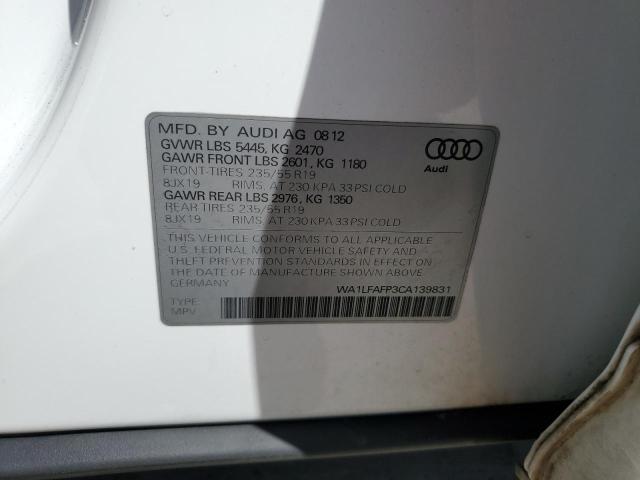 MFD. BY AUDI AG 08 12
GVWR LBS 5445, KG 2470
GAWR FRONT LBS 2601, KG 1180
FRONT-TIRES 235/55 R19
8JX19 RIMS, AT 230 KPA 33 PSI COLD
GAWR REAR LBS 2976, KG 1350
REAR TIRES 235/55 R19
8JX19 RIMS, AT 230 KPA 33 PSI COLD
THIS VEHICLE CONFORMS TO ALL APPLICABLE
U.S. FEDERAL MOTOR VEHICLE SAFETY AND
THEFT PREVENTION STANDARDS IN EFFECT ON
THE DATE OF MANUFACTURE SHOWN ABOVE.
GERMANY
WA1LFAFP3CA139831
TYPE:
MPV
Audi